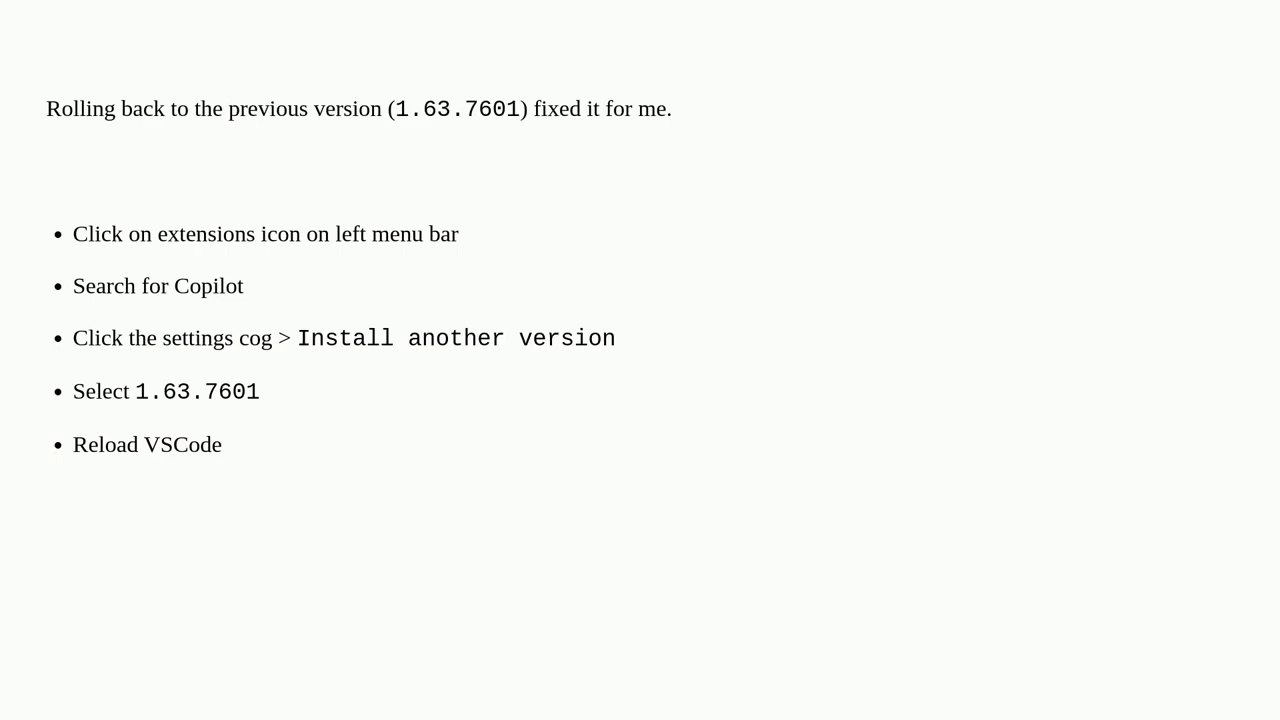 Rolling back to the previous version (1.63.7601) fixed it for me.
• Click on extensions icon on left menu bar
• Search for Copilot
• Click the settings cog > Install another version
• Select 1.63.7601
• Reload VSCode